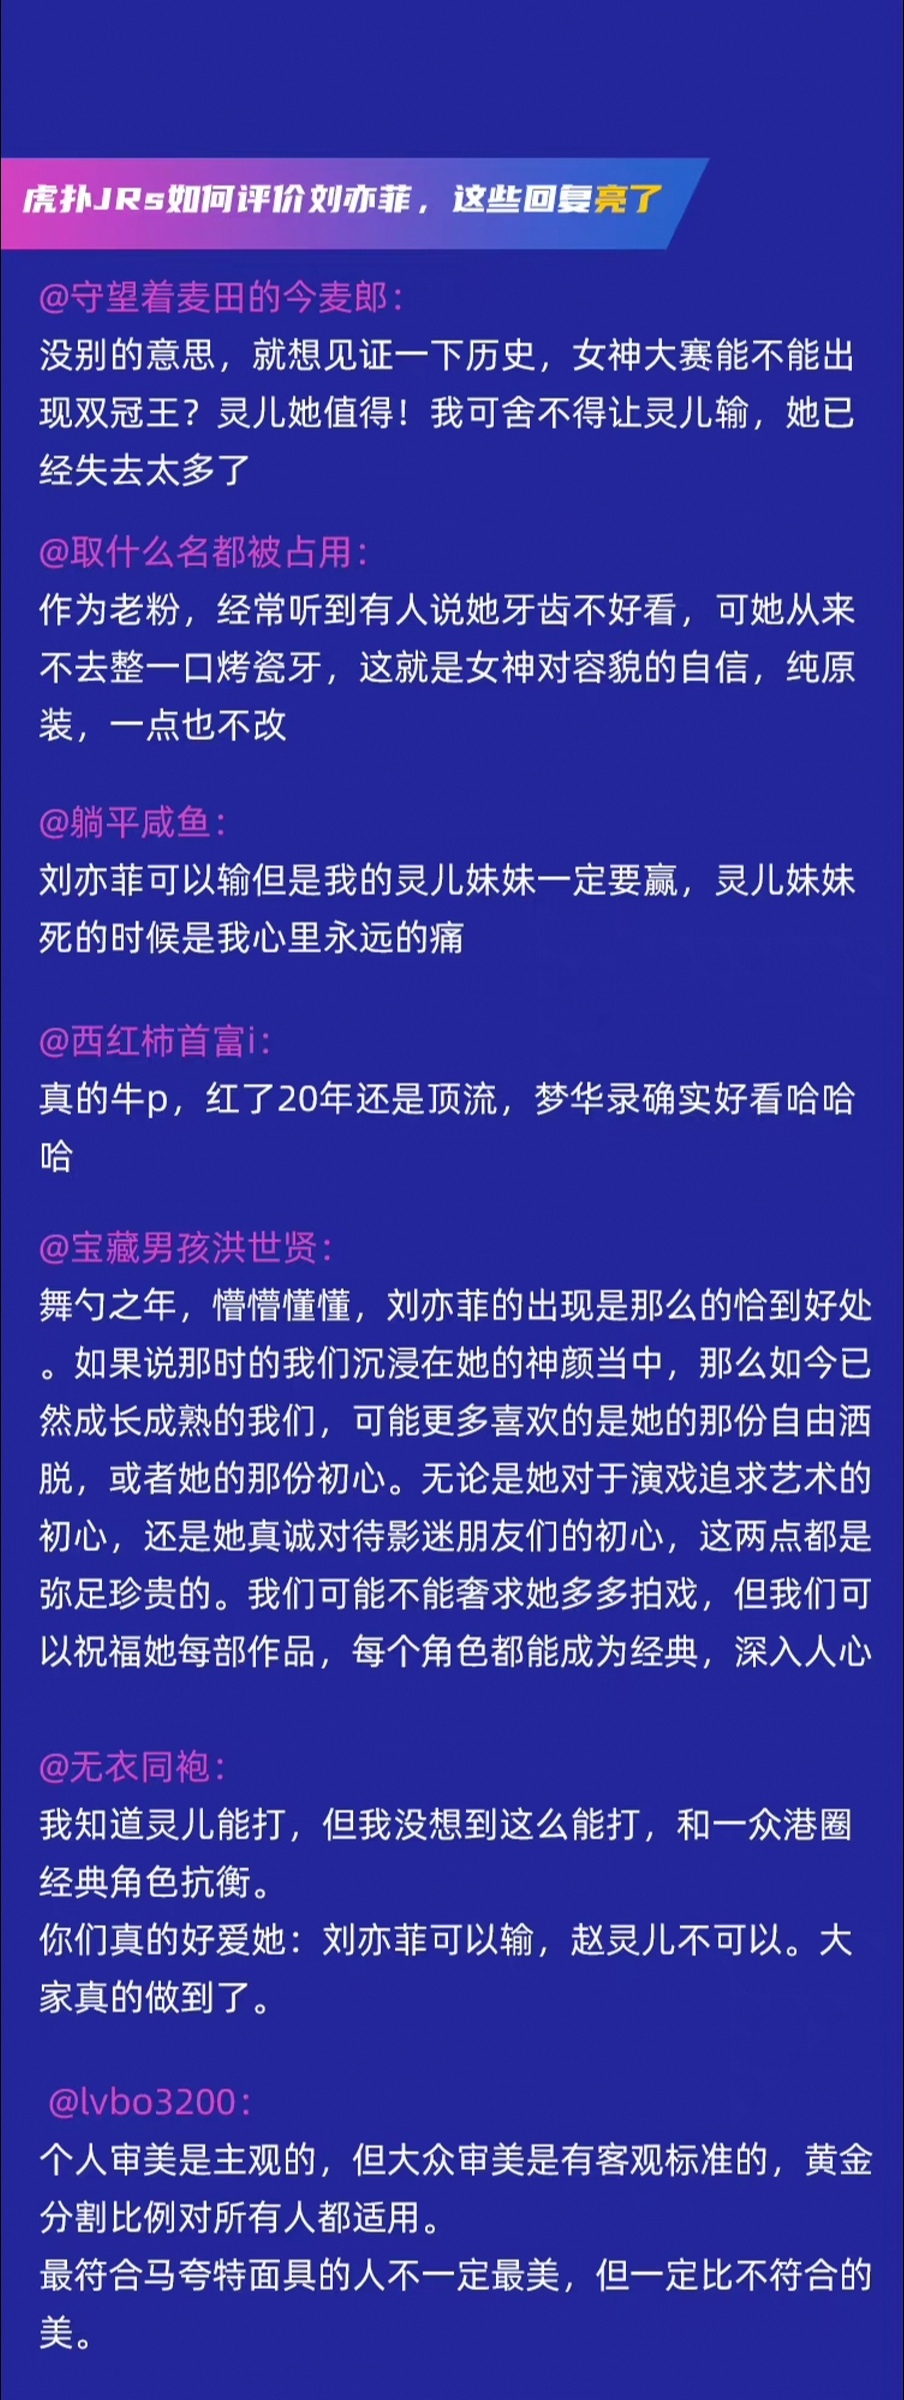 虎扑JRs如何评价刘亦菲，这些回复亮了
@守望着麦田的今麦郎：
没别的意思，就想见证一下历史，女神大赛能不能出
现双冠王？灵儿她值得！我可舍不得让灵儿输，她已
经失去太多了
@取什么名都被占用：
作为老粉，经常听到有人说她牙齿不好看，可她从来
不去整一口烤瓷牙，这就是女神对容貌的自信，纯原
装，一点也不改
@躺平咸鱼：
刘亦菲可以输但是我的灵儿妹妹一定要赢，灵儿妹妹
死的时候是我心里永远的痛
@西红柿首富i：
真的牛p，红了20年还是顶流，梦华录确实好看哈哈
哈
@宝藏男孩洪世贤：
舞勺之年，懵懵懂懂，刘亦菲的出现是那么的恰到好处
。如果说那时的我们沉浸在她的神颜当中，那么如今已
然成长成熟的我们，可能更多喜欢的是她的那份自由洒
脱，或者她的那份初心。无论是她对于演戏追求艺术的
初心，还是她真诚对待影迷朋友们的初心，这两点都是
弥足珍贵的。我们可能不能奢求她多多拍戏，但我们可
以祝福她每部作品，每个角色都能成为经典，深入人心
@无衣同袍：
我知道灵儿能打，但我没想到这么能打，和一众港圈
经典角色抗衡。
你们真的好爱她：刘亦菲可以输，赵灵儿不可以。大
家真的做到了。
@lvbo3200：
个人审美是主观的，但大众审美是有客观标准的，黄金
分割比例对所有人都适用。
最符合马夸特面具的人不一定最美，但一定比不符合的
美。